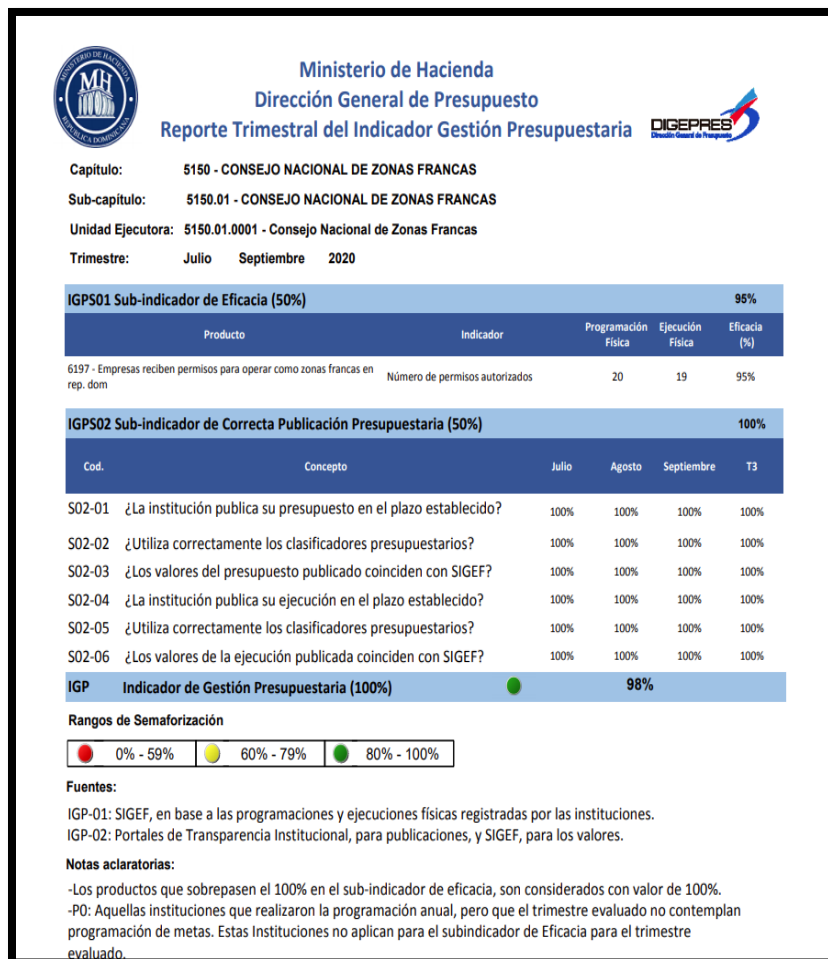 MINISTERIO DE HACIENDA
MH
REPUBLICA DOMINICANA
Ministerio de Hacienda
Dirección General de Presupuesto
Reporte Trimestral del Indicador Gestión Presupuestaria
DIGEPRES
Dirección General de Presupuesto
Capítulo: 5150 - CONSEJO NACIONAL DE ZONAS FRANCAS
Sub-capítulo: 5150.01 - CONSEJO NACIONAL DE ZONAS FRANCAS
Unidad Ejecutora: 5150.01.0001 - Consejo Nacional de Zonas Francas
Trimestre: Julio Septiembre 2020
IGPS01 Sub-indicador de Eficacia (50%) 95%
Producto Indicador Programación Física Ejecución Física Eficacia (%)
6197 - Empresas reciben permisos para operar como zonas francas en
rep. dom Número de permisos autorizados 20 19 95%
IGPS02 Sub-indicador de Correcta Publicación Presupuestaria (50%) 100%
Cod. Concepto Julio Agosto Septiembre T3
S02-01 ¿La institución publica su presupuesto en el plazo establecido? 100% 100% 100% 100%
S02-02 ¿Utiliza correctamente los clasificadores presupuestarios? 100% 100% 100% 100%
S02-03 ¿Los valores del presupuesto publicado coinciden con SIGEF? 100% 100% 100% 100%
S02-04 ¿La institución publica su ejecución en el plazo establecido? 100% 100% 100% 100%
S02-05 ¿Utiliza correctamente los clasificadores presupuestarios? 100% 100% 100% 100%
S02-06 ¿Los valores de la ejecución publicada coinciden con SIGEF? 100% 100% 100% 100%
IGP Indicador de Gestión Presupuestaria (100%) 98%
Rangos de Semaforización
0% - 59% 60% - 79% 80% - 100%
Fuentes:
IGP-01: SIGEF, en base a las programaciones y ejecuciones físicas registradas por las instituciones.
IGP-02: Portales de Transparencia Institucional, para publicaciones, y SIGEF, para los valores.
Notas aclaratorias:
-Los productos que sobrepasen el 100% en el sub-indicador de eficacia, son considerados con valor de 100%.
-P0: Aquellas instituciones que realizaron la programación anual, pero que el trimestre evaluado no contemplan
programación de metas. Estas Instituciones no aplican para el subindicador de Eficacia para el trimestre
evaluado.